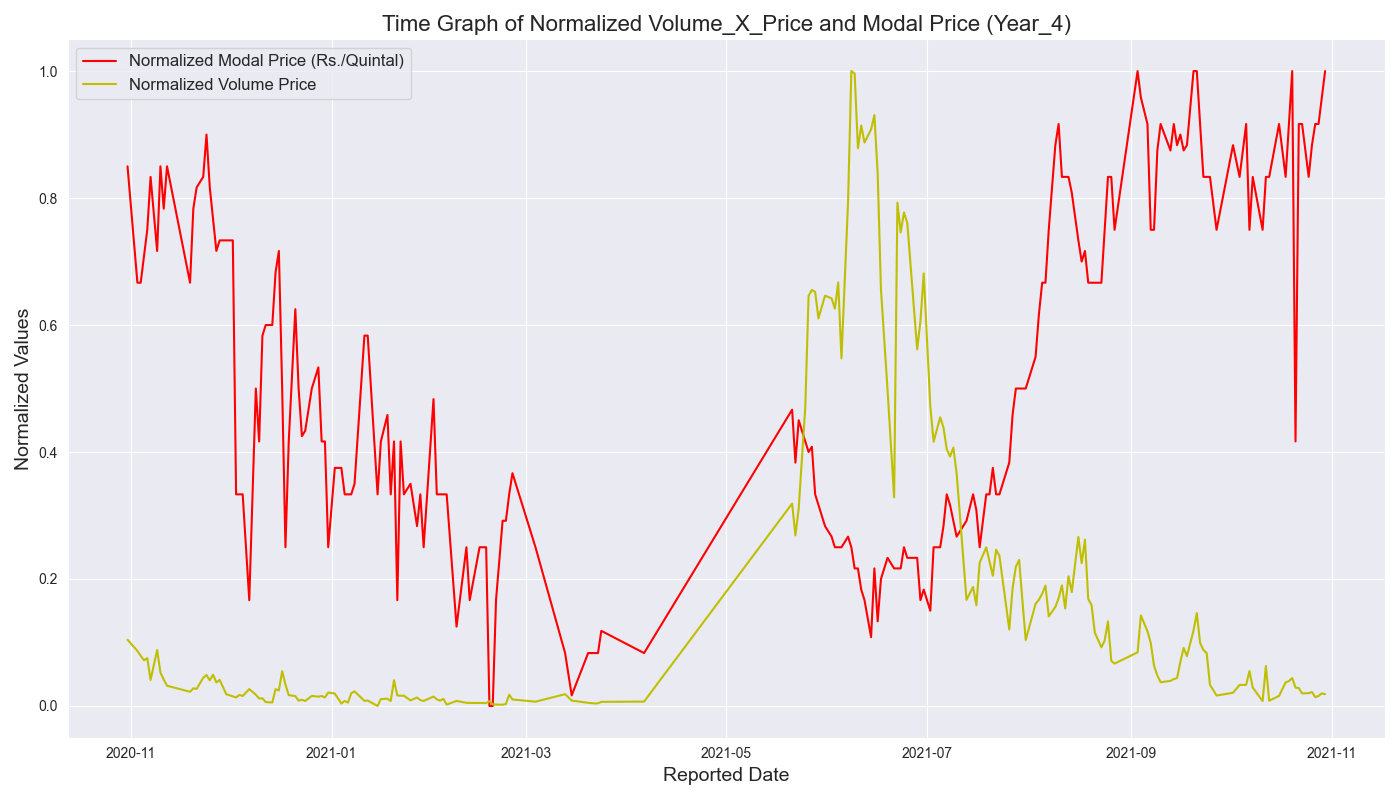 Time Graph of Normalized Volume_X_Price and Modal Price (Year_4)
Normalized Modal Price (Rs./Quintal)
Normalized Volume Price
Normalized Values
1.0
0.8
0.6
0.4
0.2
0.0
2020-11 2021-01 2021-03 2021-05 2021-07 2021-09 2021-11
Reported Date